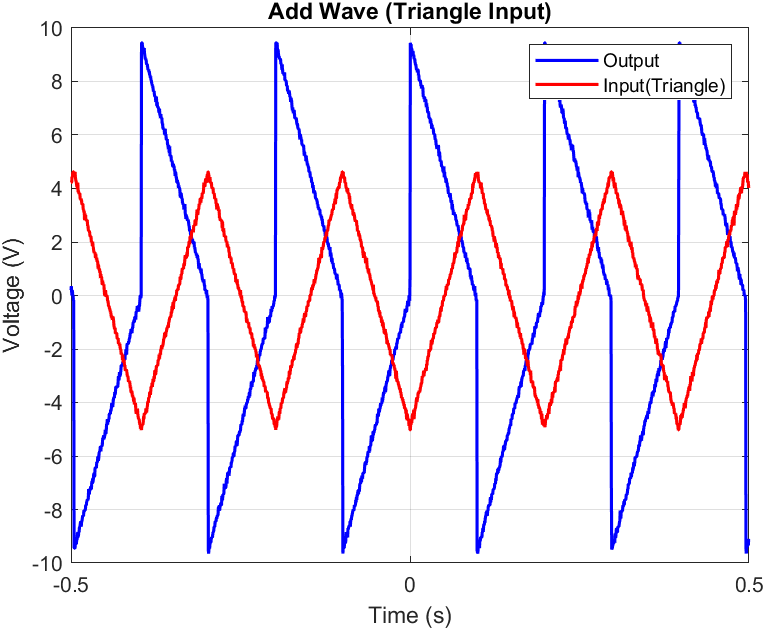 Add Wave (Triangle Input)
Output
Input(Triangle)
10
8
6
4
2
0
-2
-4
-6
-8
-10
Voltage (V)
-0.5
0
0.5
Time (s)